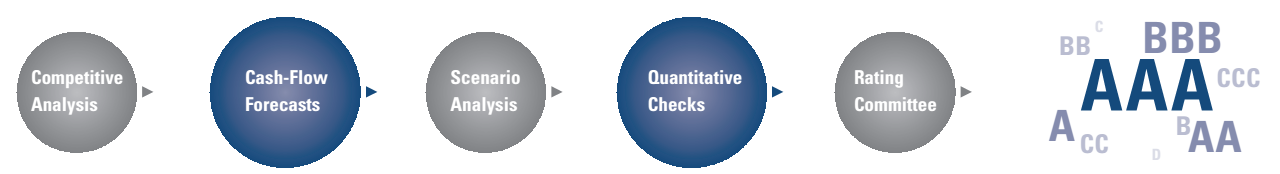 Competitive
Analysis
Cash-Flow
Forecasts
Scenario
Analysis
Quantitative
Checks
Rating
Committee
C
BB
BBB
AAA
CCC
A
CC
B
AA
D